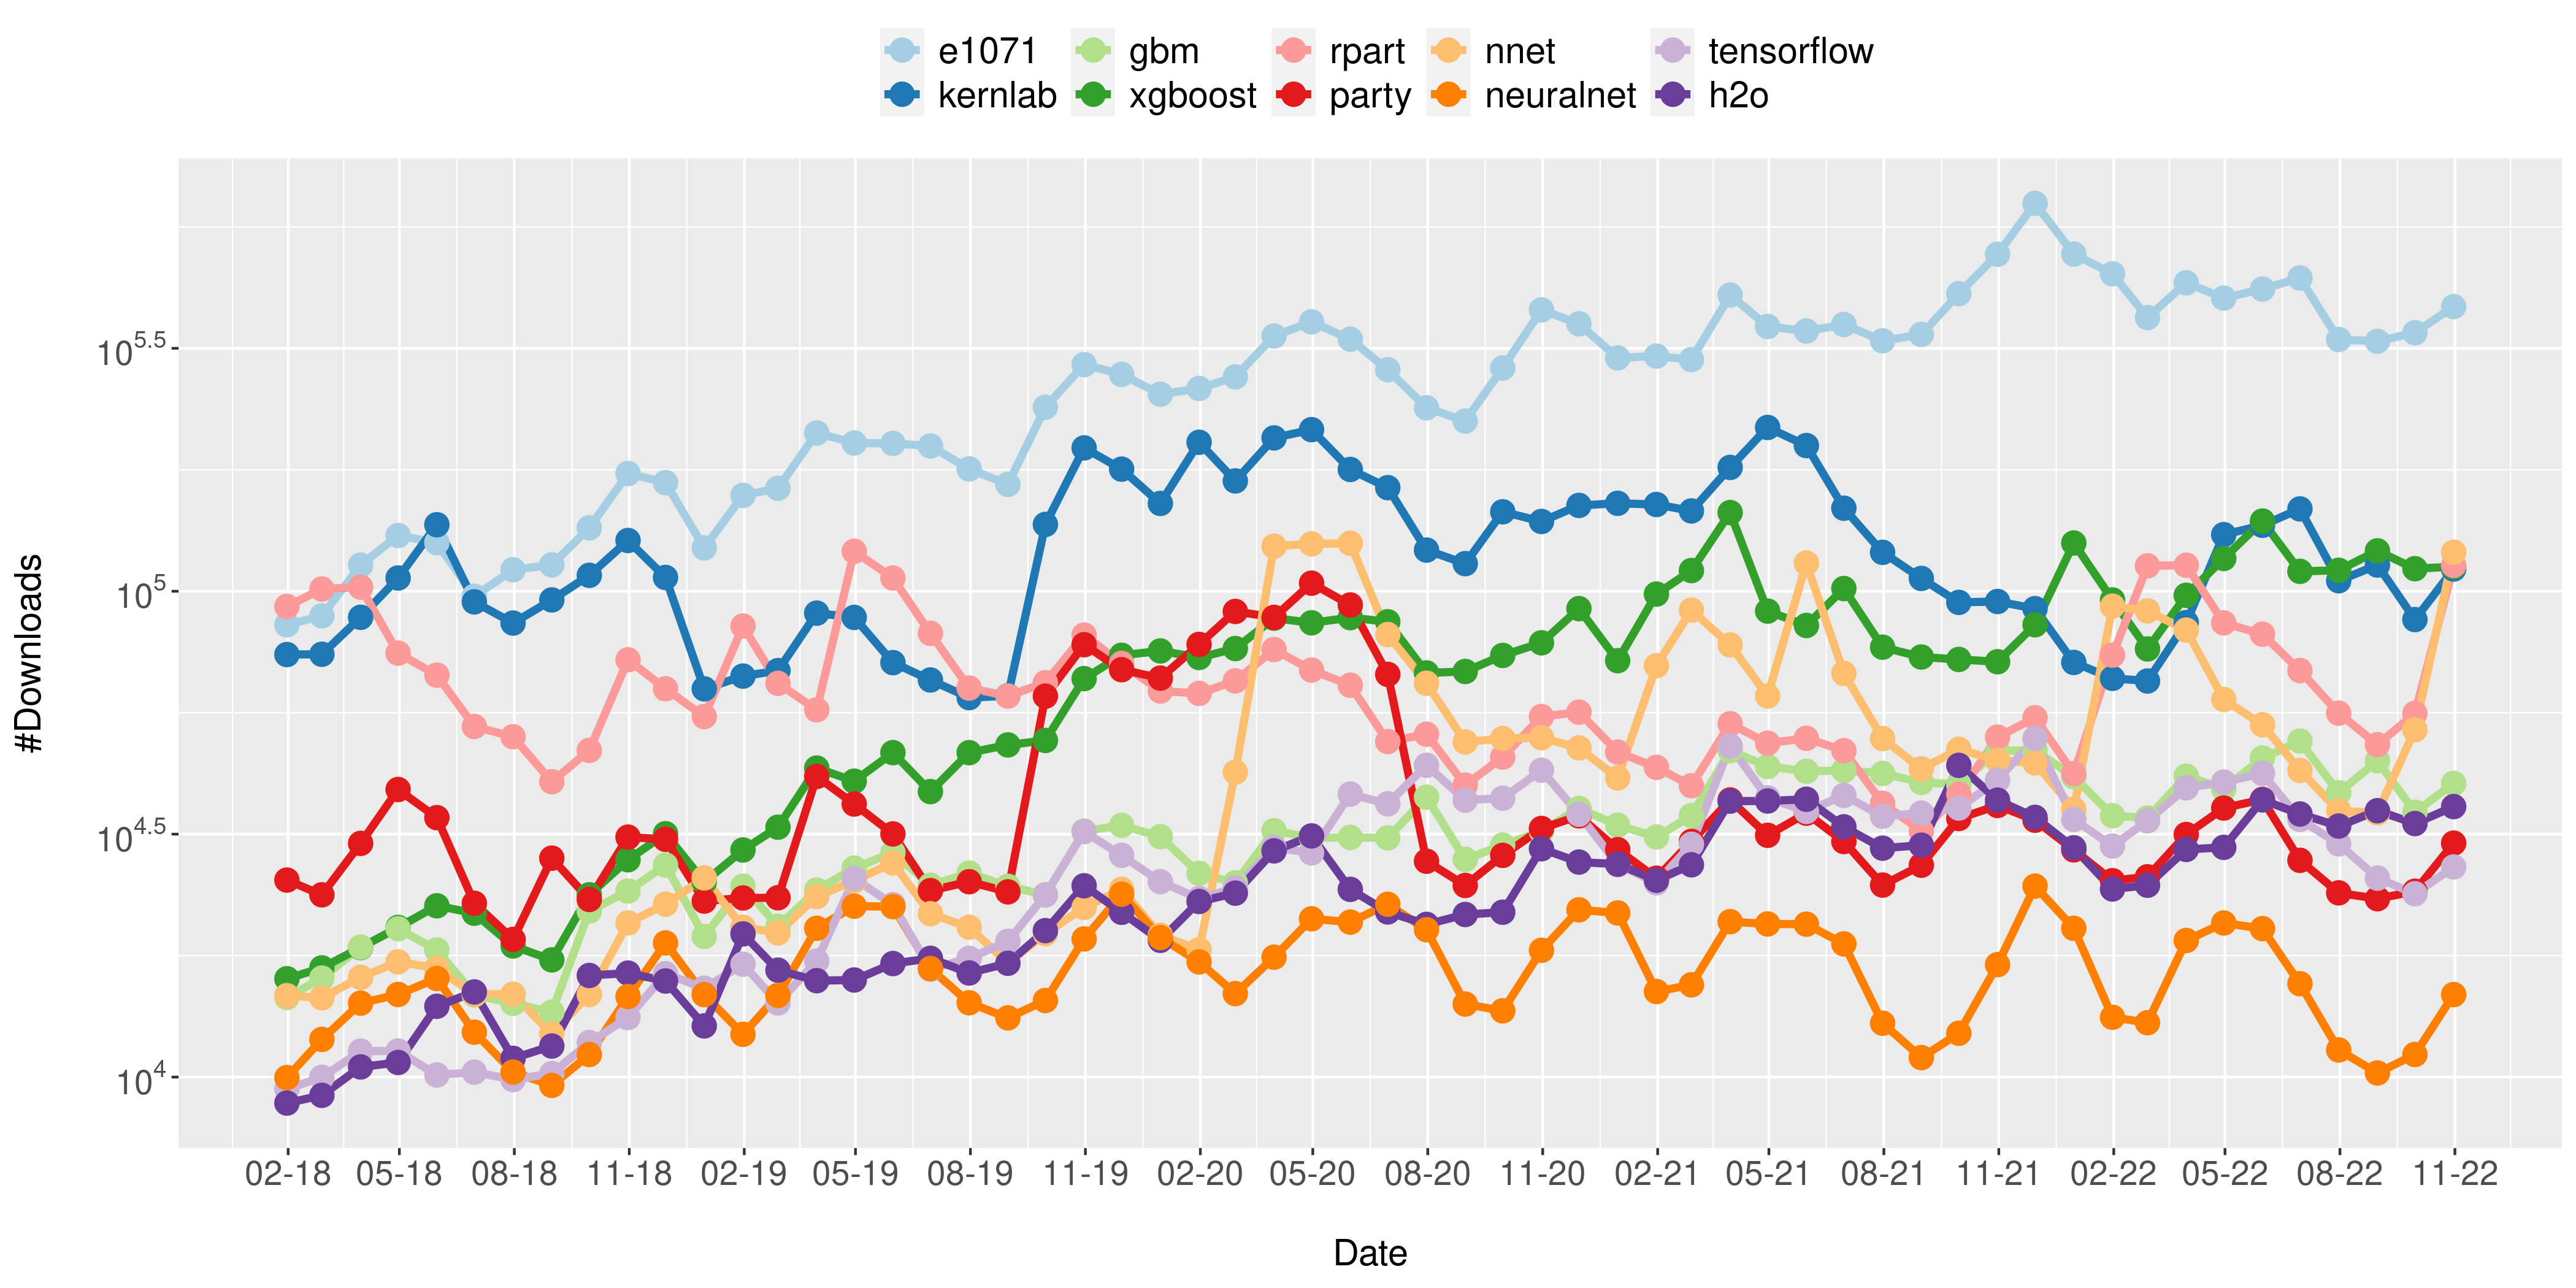 e1071 gbm rpart nnet tensorflow
kernlab xgboost party neuralnet h2o
#Downloads
10^5.5
10^5
10^4.5
10^4
02-18 05-18 08-18 11-18 02-19 05-19 08-19 11-19 02-20 05-20 08-20 11-20 02-21 05-21 08-21 11-21 02-22 05-22 08-22 11-22
Date